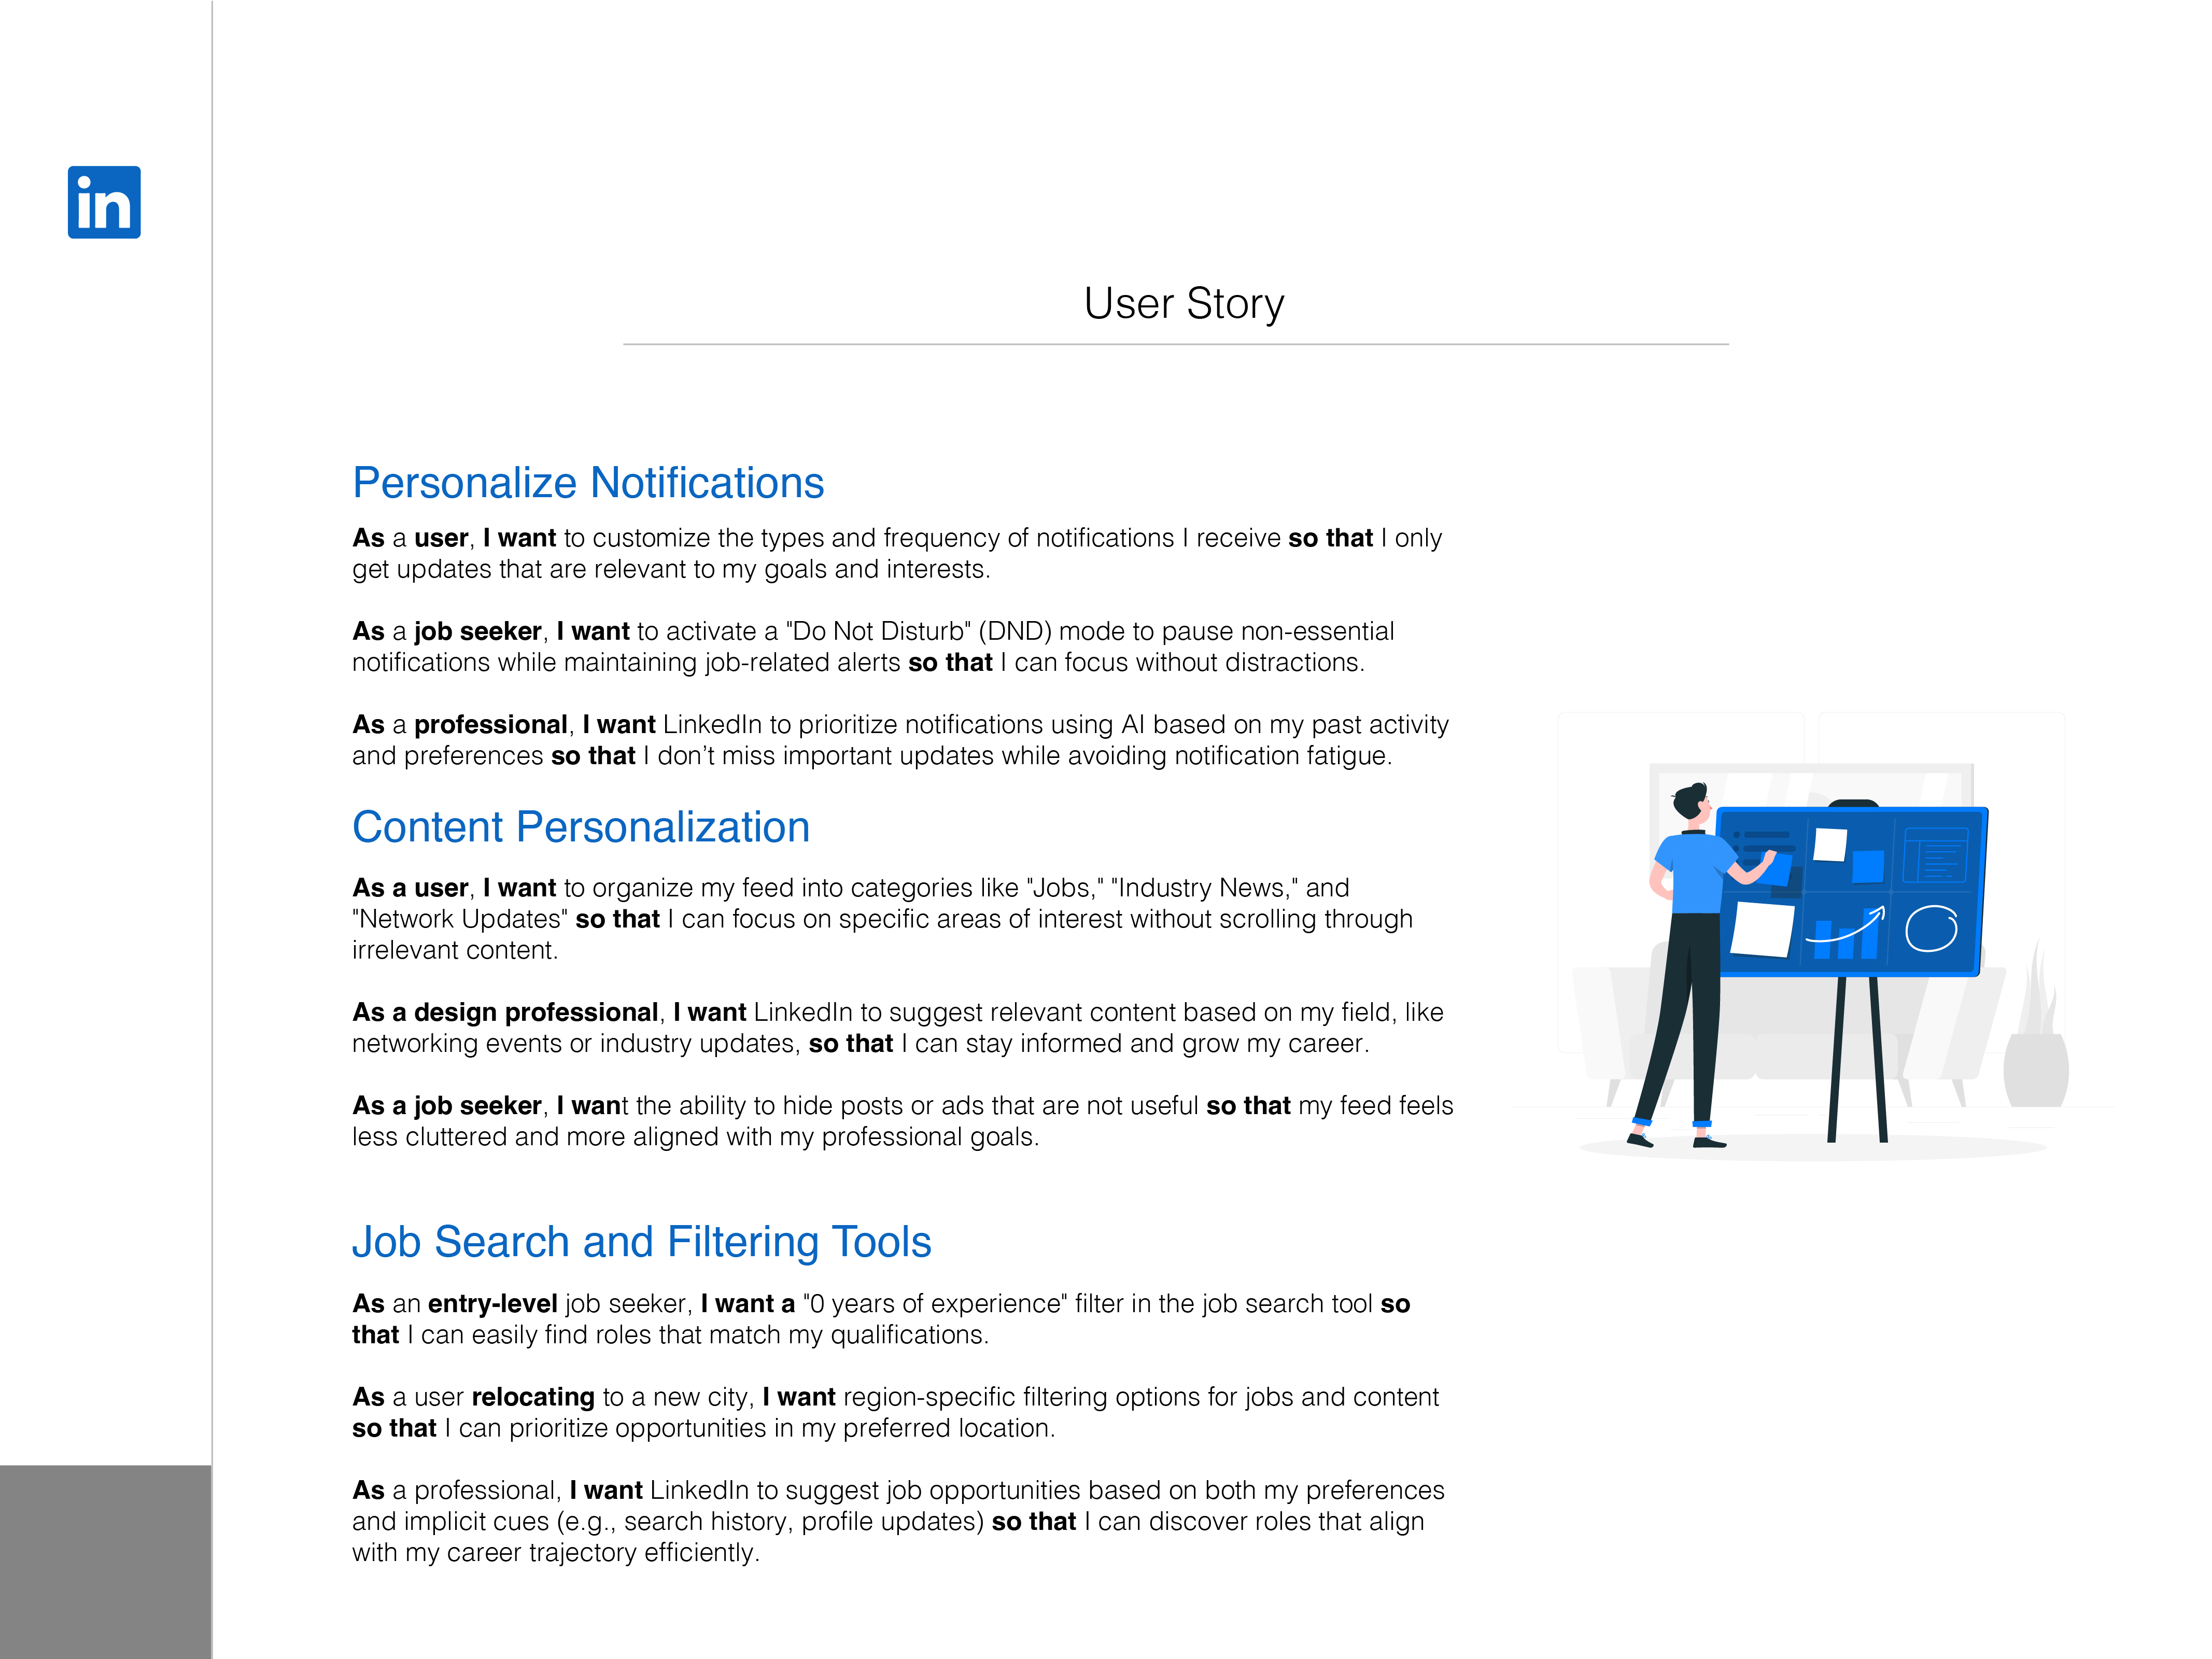 in
User Story
Personalize Notifications
As a user, I want to customize the types and frequency of notifications I receive so that I only
get updates that are relevant to my goals and interests.
As a job seeker, I want to activate a "Do Not Disturb" (DND) mode to pause non-essential
notifications while maintaining job-related alerts so that I can focus without distractions.
As a professional, I want LinkedIn to prioritize notifications using AI based on my past activity
and preferences so that I don’t miss important updates while avoiding notification fatigue.
Content Personalization
As a user, I want to organize my feed into categories like "Jobs," "Industry News," and
"Network Updates" so that I can focus on specific areas of interest without scrolling through
irrelevant content.
As a design professional, I want LinkedIn to suggest relevant content based on my field, like
networking events or industry updates, so that I can stay informed and grow my career.
As a job seeker, I want the ability to hide posts or ads that are not useful so that my feed feels
less cluttered and more aligned with my professional goals.
Job Search and Filtering Tools
As an entry-level job seeker, I want a "0 years of experience" filter in the job search tool so
that I can easily find roles that match my qualifications.
As a user relocating to a new city, I want region-specific filtering options for jobs and content
so that I can prioritize opportunities in my preferred location.
As a professional, I want LinkedIn to suggest job opportunities based on both my preferences
and implicit cues (e.g., search history, profile updates) so that I can discover roles that align
with my career trajectory efficiently.